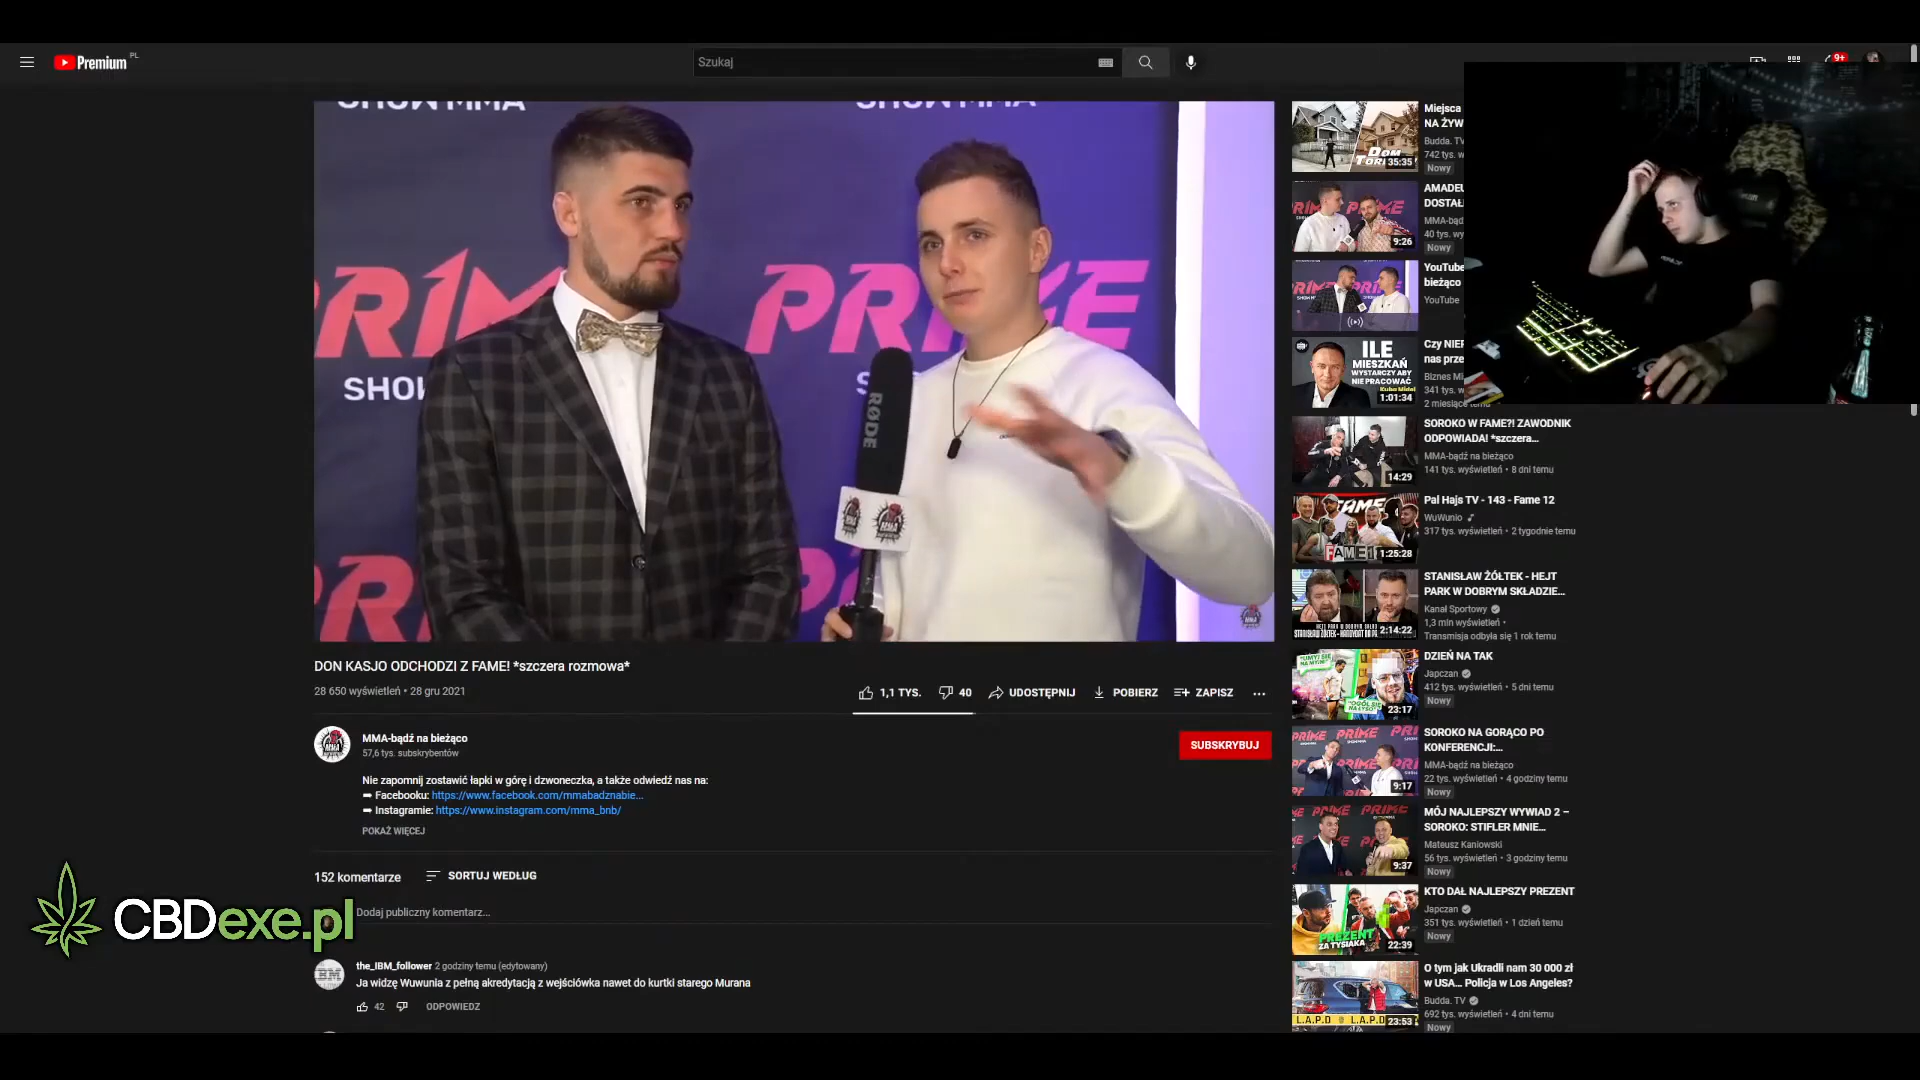 Premium PL
Szukaj
9+
SHOW MMA
SHOW MMA
PRIME
PRIME
RØDE
DON KASJO ODCHODZI Z FAME! *szczera rozmowa*
28 650 wyświetleń • 28 gru 2021
1,1 TYS.
40
UDOSTĘPNIJ
POBIERZ
ZAPISZ
MMA-bądź na bieżąco
57,6 tys. subskrybentów
SUBSKRYBUJ
Nie zapomnij zostawić łapki w górę i dzwoneczka, a także odwiedź nas na:
➡ Facebooku: https://www.facebook.com/mmabadznabie...
➡ Instagramie: https://www.instagram.com/mma_bnb/
POKAŻ WIĘCEJ
152 komentarze
SORTUJ WEDŁUG
Dodaj publiczny komentarz...
CBDexe.pl
the_IBM_follower 2 godziny temu (edytowany)
Ja widzę Wuwunia z pełną akredytacją z wejściówka nawet do kurtki starego Murana
42
ODPOWIEDZ
35:35
Miejsca
NA ŻYW
Budda. TV
742 tys. w
Nowy
9:26
AMADEU
DOSTAŁ
MMA-bąd
40 tys. wy
Nowy
YouTube
bieżąco
YouTube
ILE
MIESZKAŃ
WYSTARCZY ABY
NIE PRACOWAĆ
1:01:34
Czy NIER
nas prze
Biznes Mi
341 tys. w
2 miesiące temu
14:29
SOROKO W FAME?! ZAWODNIK
ODPOWIADA! *szczera...
MMA-bądź na bieżąco
141 tys. wyświetleń • 8 dni temu
1:25:28
Pal Hajs TV - 143 - Fame 12
WuWunio
317 tys. wyświetleń • 2 tygodnie temu
2:14:22
STANISŁAW ŻÓŁTEK - HEJT
PARK W DOBRYM SKŁADZIE...
Kanał Sportowy
1,3 mln wyświetleń •
Transmisja odbyła się 1 rok temu
23:17
DZIEŃ NA TAK
Japczan
412 tys. wyświetleń • 5 dni temu
Nowy
9:17
SOROKO NA GORĄCO PO
KONFERENCJI:...
MMA-bądź na bieżąco
22 tys. wyświetleń • 4 godziny temu
Nowy
9:37
MÓJ NAJLEPSZY WYWIAD 2 –
SOROKO: STIFLER MNIE...
Mateusz Kaniowski
56 tys. wyświetleń • 3 godziny temu
Nowy
PREZENT
ZA TYSIAKA
22:39
KTO DAŁ NAJLEPSZY PREZENT
Japczan
351 tys. wyświetleń • 1 dzień temu
Nowy
L.A.P.D L.A.P.D
23:53
O tym jak Ukradli nam 30 000 zł
w USA... Policja w Los Angeles?
Budda. TV
692 tys. wyświetleń • 4 dni temu
Nowy